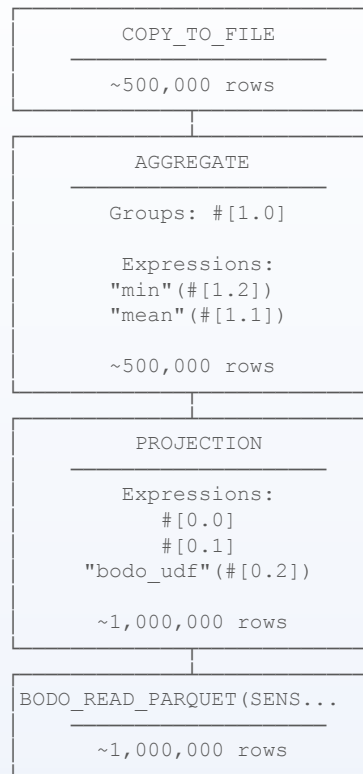 COPY_TO_FILE
~500,000 rows
AGGREGATE
Groups: #[1.0]
Expressions:
"min"(#[1.2])
"mean"(#[1.1])
~500,000 rows
PROJECTION
Expressions:
#[0.0]
#[0.1]
"bodo_udf"(#[0.2])
~1,000,000 rows
BODO_READ_PARQUET(SENS...
~1,000,000 rows